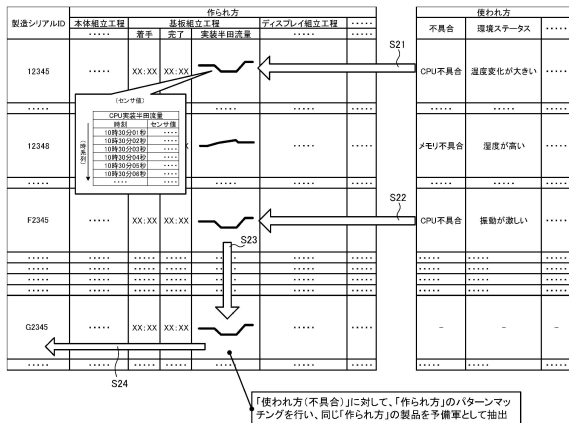 作られ方
使われ方
製造シリアルID 本体組立工程 基板組立工程 ディスプレイ組立工程 ‥‥‥
不具合 環境ステータス ‥‥‥
‥‥‥ 着手 完了 実装半田流量 ‥‥‥
S21
12345 ‥‥‥ XX:XX XX:XX
CPU不具合 温度変化が大きい ‥‥‥
(センサ値)
CPU実装半田流量
時刻 センサ値
10時30分01秒 ‥‥
10時30分02秒 ‥‥
10時30分03秒 ‥‥
10時30分04秒 ‥‥
10時30分05秒 ‥‥
10時30分06秒 ‥‥
‥‥ ‥‥
(時系列)
12348
メモリ不具合 湿度が高い ‥‥‥
S22
F2345 ‥‥‥ XX:XX XX:XX
CPU不具合 振動が激しい ‥‥‥
S23
G2345 ‥‥‥ XX:XX XX:XX ‥‥‥ ‥‥‥
－ － －
S24
「使われ方(不具合)」に対して、「作られ方」のパターンマッ
チングを行い、同じ「作られ方」の製品を予備軍として抽出